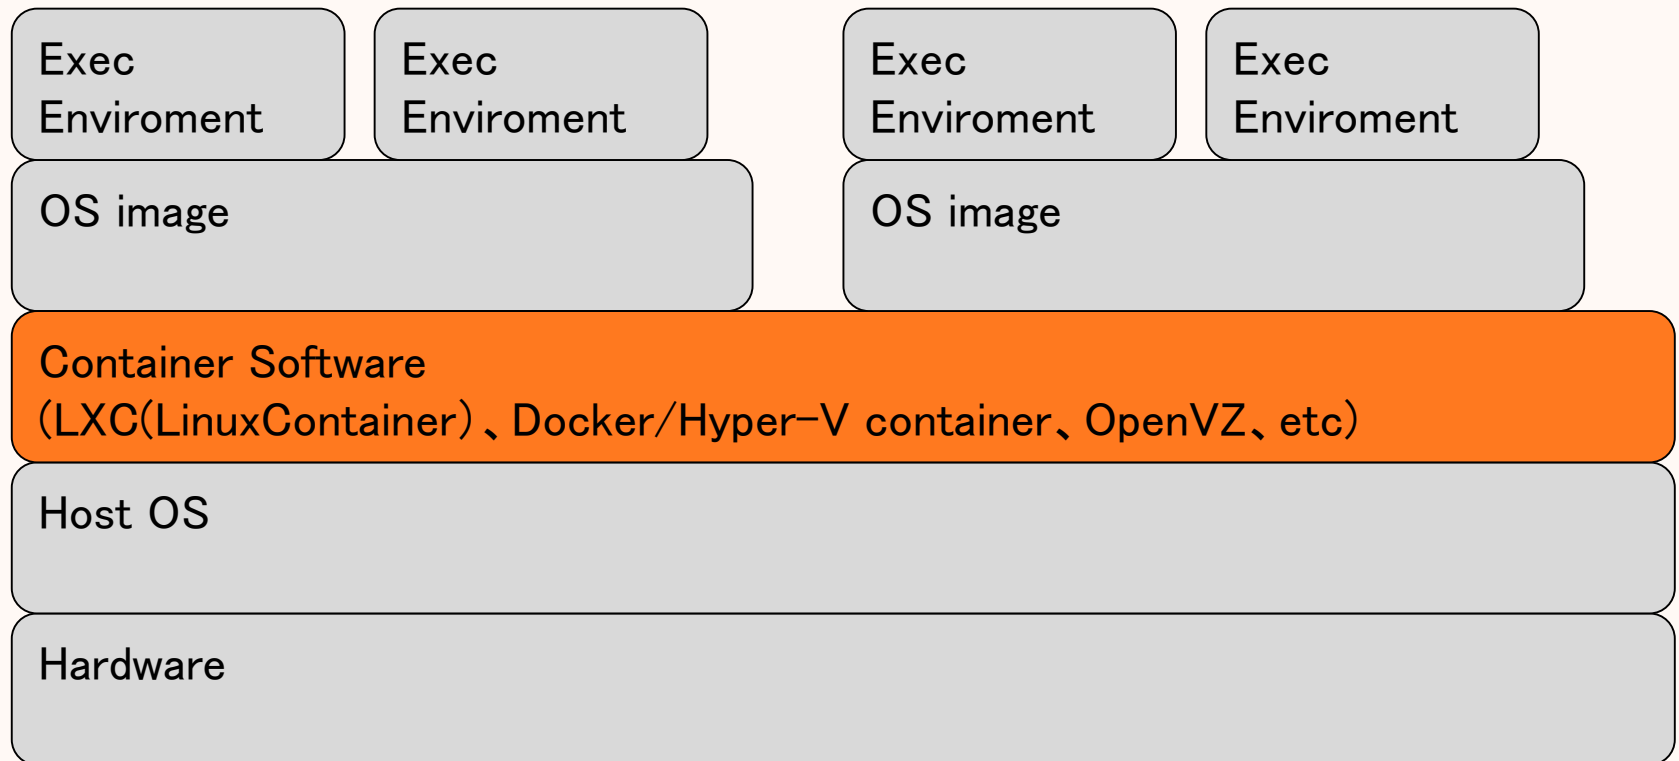 Exec
Enviroment
Exec
Enviroment
Exec
Enviroment
Exec
Enviroment
OS image
OS image
Container Software
(LXC(LinuxContainer)、Docker/Hyper-V container、OpenVZ、etc)
Host OS
Hardware